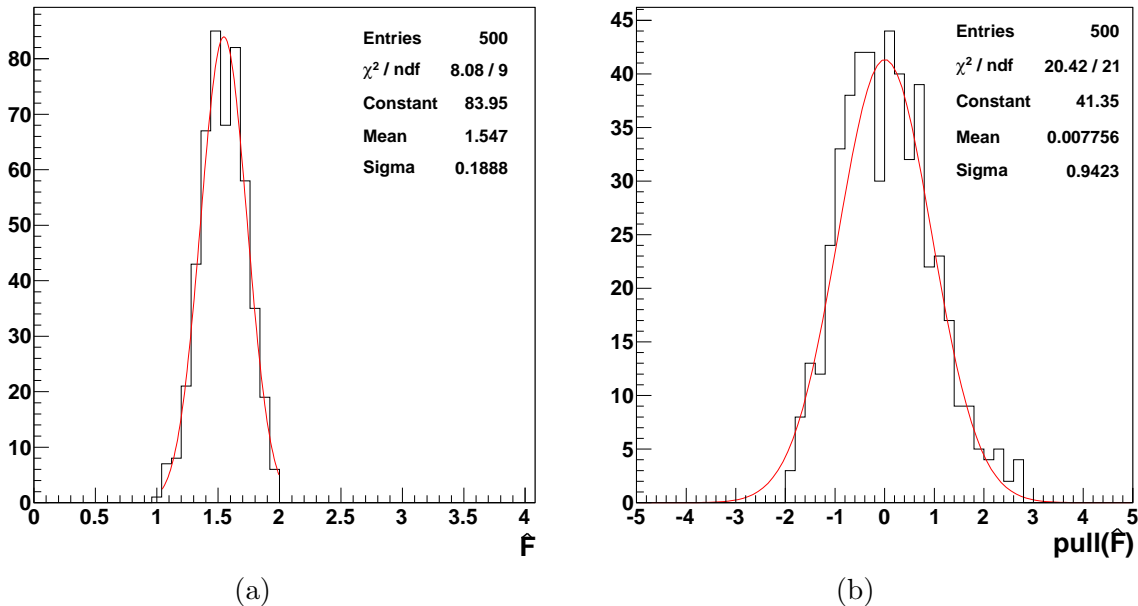 Entries 500
χ² / ndf 8.08 / 9
Constant 83.95
Mean 1.547
Sigma 0.1888
80
70
60
50
40
30
20
10
0
0 0.5 1 1.5 2 2.5 3 3.5 4
F̂
(a)
Entries 500
χ² / ndf 20.42 / 21
Constant 41.35
Mean 0.007756
Sigma 0.9423
45
40
35
30
25
20
15
10
5
0
-5 -4 -3 -2 -1 0 1 2 3 4 5
pull(F̂)
(b)